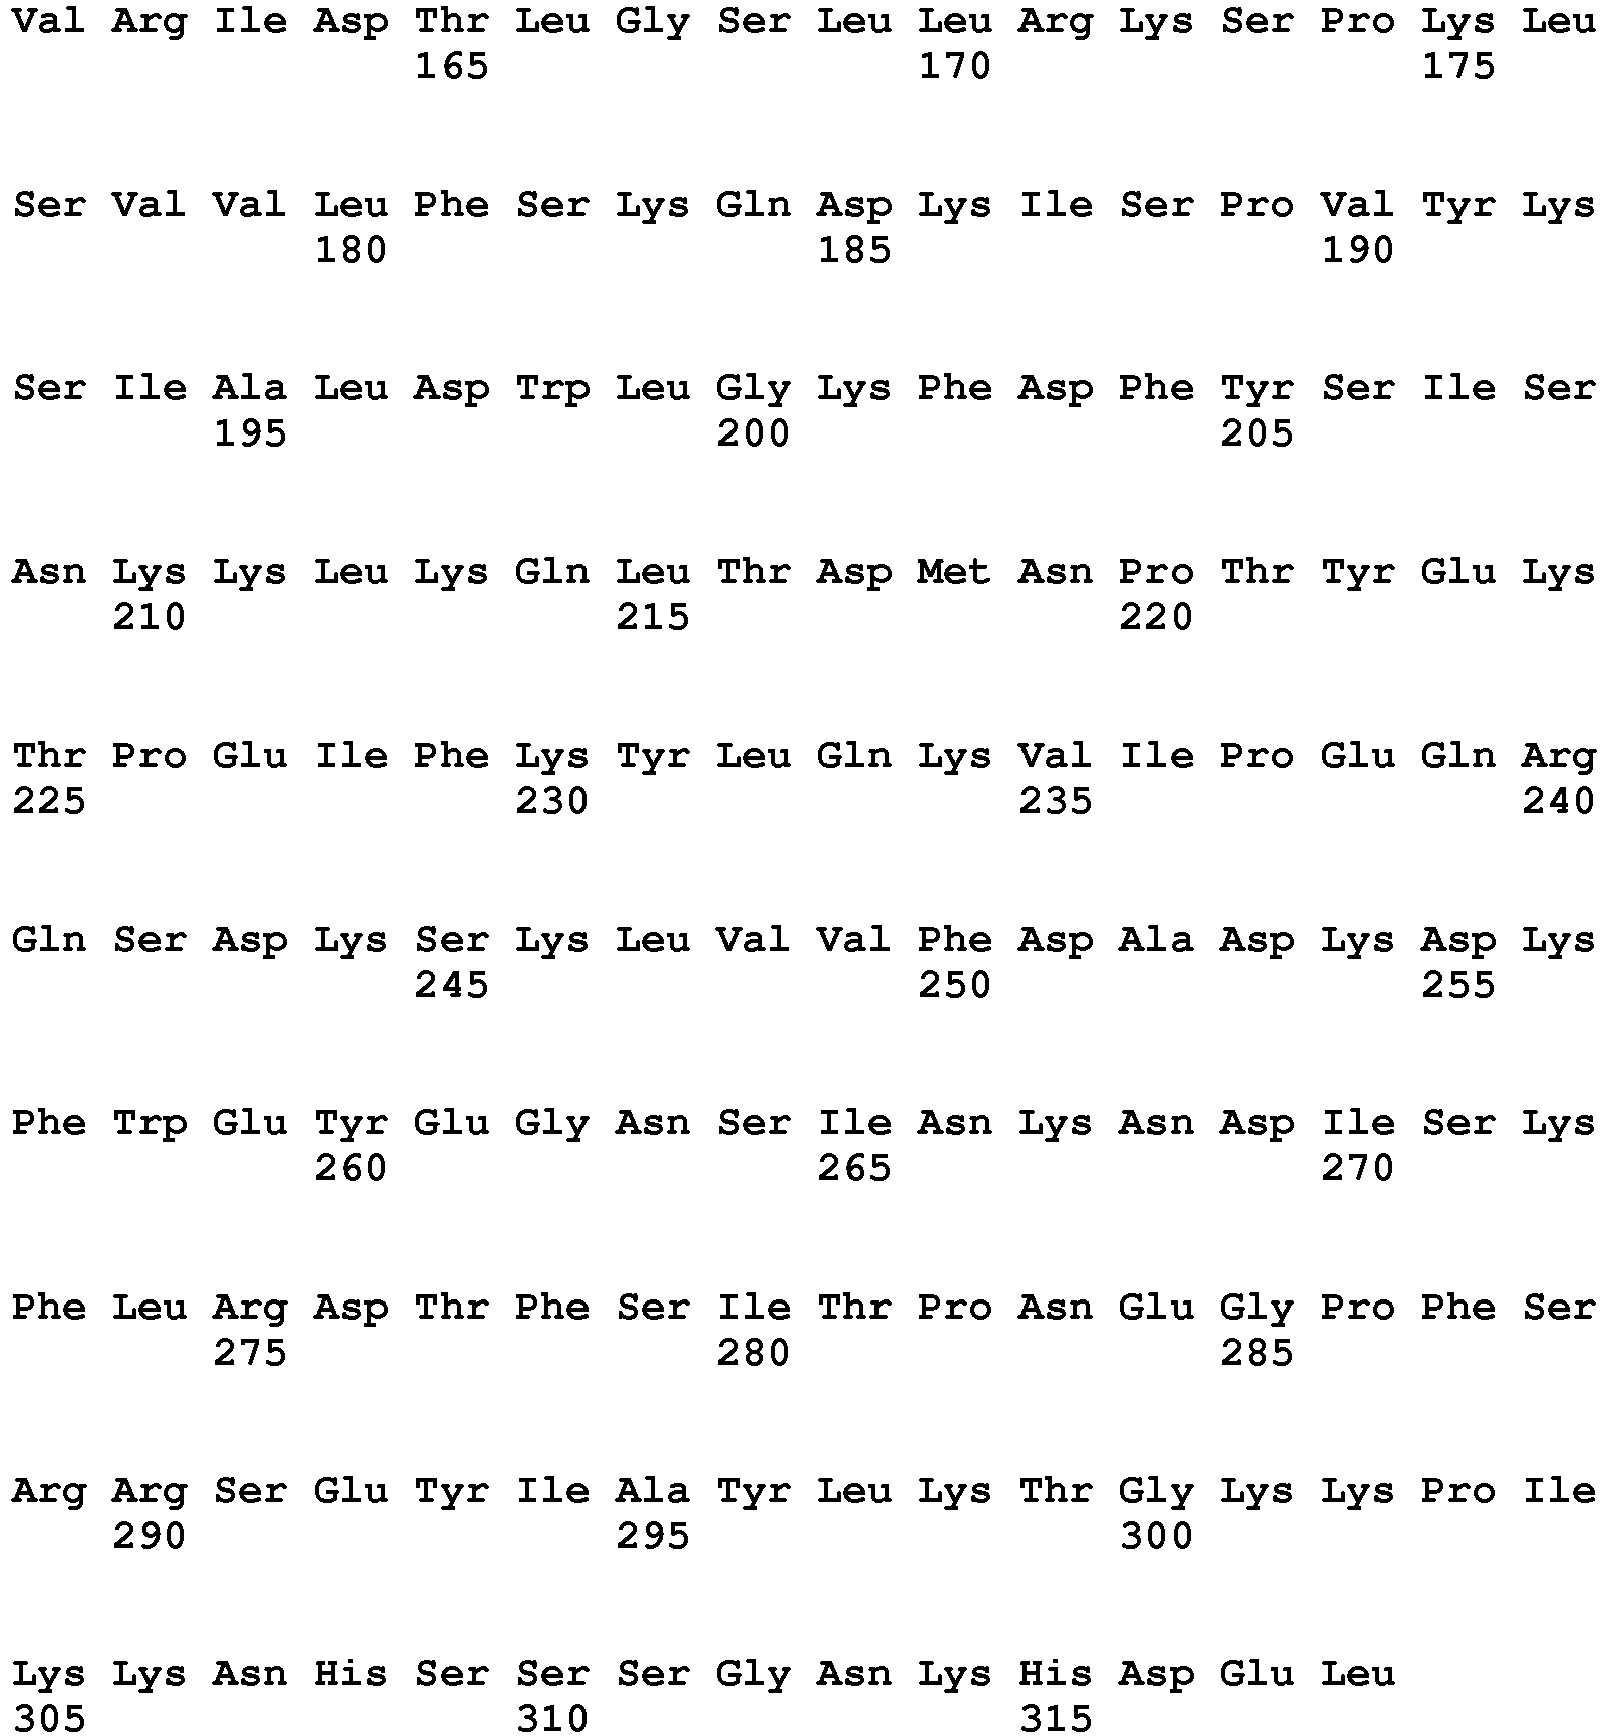 Val Arg Ile Asp Thr Leu Gly Ser Leu Leu Arg Lys Ser Pro Lys Leu
165 170 175
Ser Val Val Leu Phe Ser Lys Gln Asp Lys Ile Ser Pro Val Tyr Lys
180 185 190
Ser Ile Ala Leu Asp Trp Leu Gly Lys Phe Asp Phe Tyr Ser Ile Ser
195 200 205
Asn Lys Lys Leu Lys Gln Leu Thr Asp Met Asn Pro Thr Tyr Glu Lys
210 215 220
Thr Pro Glu Ile Phe Lys Tyr Leu Gln Lys Val Ile Pro Glu Gln Arg
225 230 235 240
Gln Ser Asp Lys Ser Lys Leu Val Val Phe Asp Ala Asp Lys Asp Lys
245 250 255
Phe Trp Glu Tyr Glu Gly Asn Ser Ile Asn Lys Asn Asp Ile Ser Lys
260 265 270
Phe Leu Arg Asp Thr Phe Ser Ile Thr Pro Asn Glu Gly Pro Phe Ser
275 280 285
Arg Arg Ser Glu Tyr Ile Ala Tyr Leu Lys Thr Gly Lys Lys Pro Ile
290 295 300
Lys Lys Asn His Ser Ser Ser Gly Asn Lys His Asp Glu Leu
305 310 315